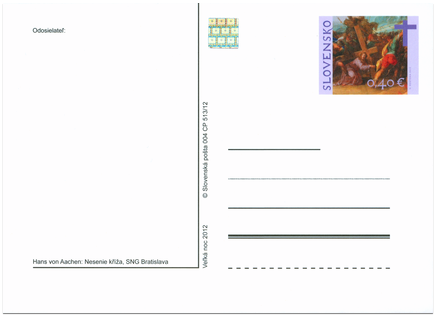 Odosielateľ:
SLOVENSKO
0,40 €
© Slovenská pošta 004 CP 513/12
Veľká noc 2012
Hans von Aachen: Nesenie kříža, SNG Bratislava